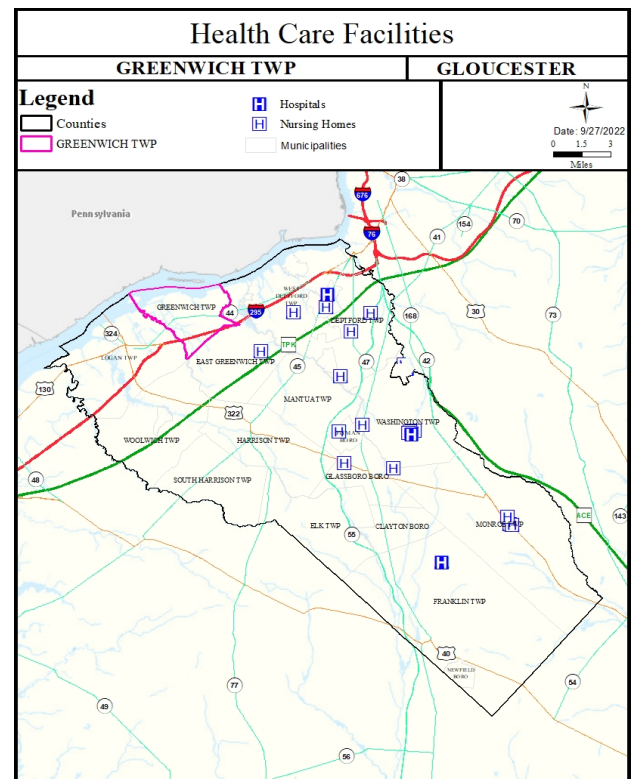 Health Care Facilities
GREENWICH TWP
GLOUCESTER
Legend
Counties
GREENWICH TWP
H Hospitals
H Nursing Homes
Municipalities
N
Date: 9/27/2022
0 1.5 3
Miles
Pennsylvania
38
676
70
154
76
41
WEST
DEPTFORD
TWP
GREENWICH TWP
44
295
H
H
H
H
30
73
168
DEPTFORD TWP
324
H
TPK
LOGAN TWP
H
EAST GREENWICH TWP
45
47
42
130
H
MANTUA TWP
322
WOOLWICH TWP
HARRISON TWP
H
H
WASHINGTON TWP
H
BORO
48
SOUTH HARRISON TWP
H
GLASSBORO BORO
H
ELK TWP
55
CLAYTON BORO
H
H
MONROE TWP
ACE
143
H
FRANKLIN TWP
40
NEWFIELD
BORO
77
54
49
56